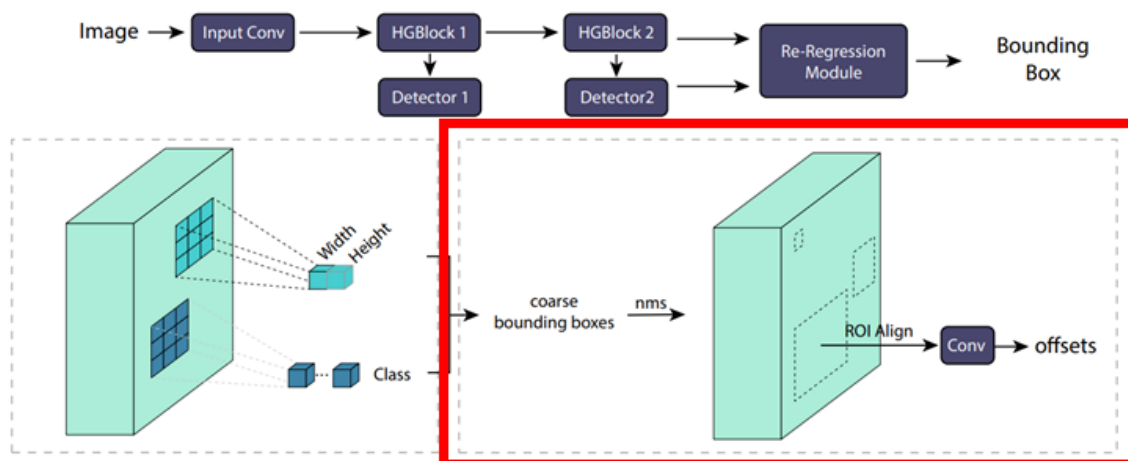 Image
Input Conv
HGBlock 1
HGBlock 2
Re-Regression
Module
Bounding
Box
Detector 1
Detector2
Width
Height
Class
coarse
bounding boxes
nms
ROI Align
Conv
offsets